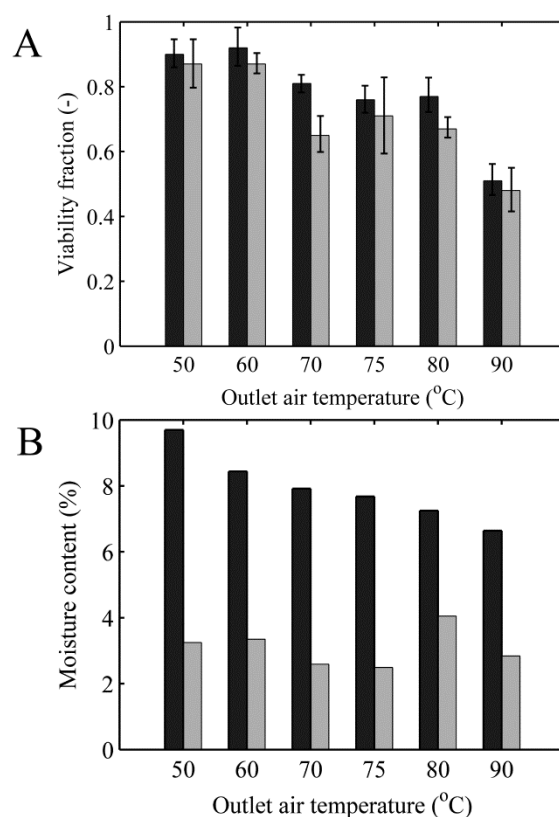 A
Viability fraction (-)
1
0.8
0.6
0.4
0.2
0
50 60 70 75 80 90
Outlet air temperature (°C)
B
Moisture content (%)
10
8
6
4
2
0
50 60 70 75 80 90
Outlet air temperature (°C)